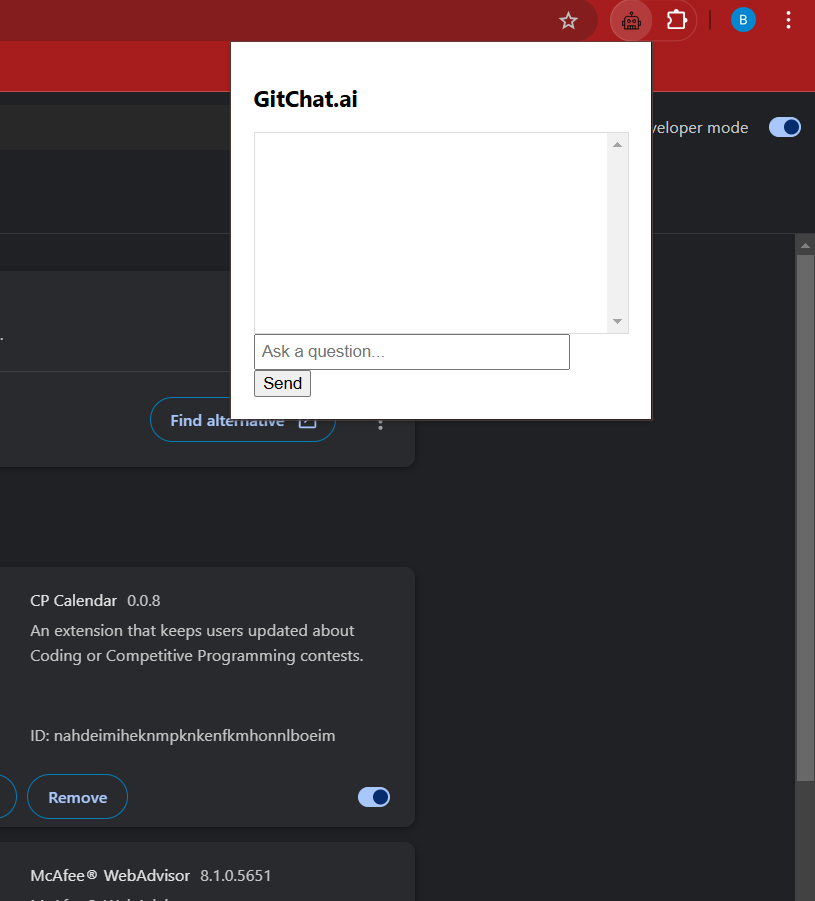 B
GitChat.ai
veloper mode
Ask a question...
Send
.
Find alternative
CP Calendar 0.0.8
An extension that keeps users updated about
Coding or Competitive Programming contests.
ID: nahdeimiheknmpknkenfkmhonnlboeim
Remove
McAfee® WebAdvisor 8.1.0.5651